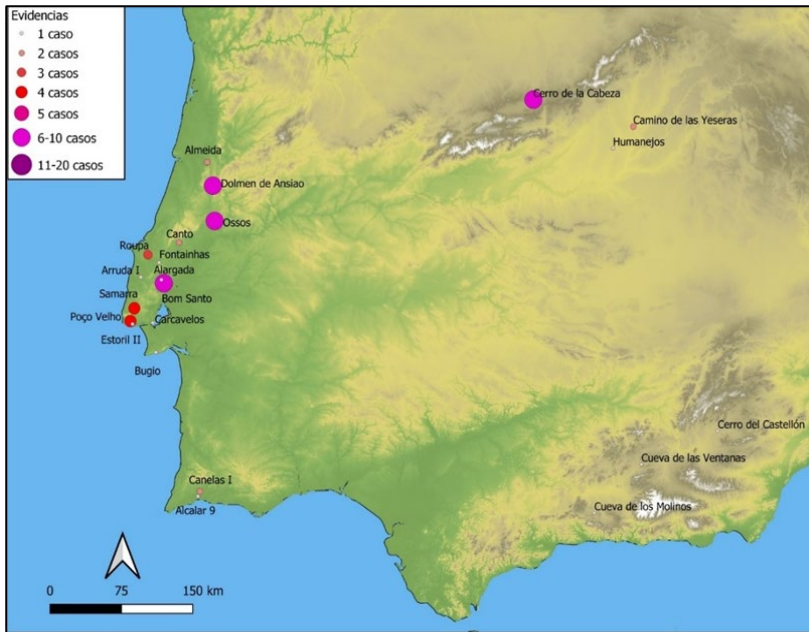 Evidencias
1 caso
2 casos
3 casos
4 casos
5 casos
6-10 casos
11-20 casos
Cerro de la Cabeza
Camino de las Yeseras
Humanejos
Almeida
Dolmen de Ansiao
Ossos
Canto
Roupa
Fontainhas
Arruda I
Alargada
Samarra
Bom Santo
Poço Velho
Carcavelos
Estoril II
Bugio
Cerro del Castellón
Cueva de las Ventanas
Canelas I
Cueva de los Molinos
Alcalar 9
0 75 150 km